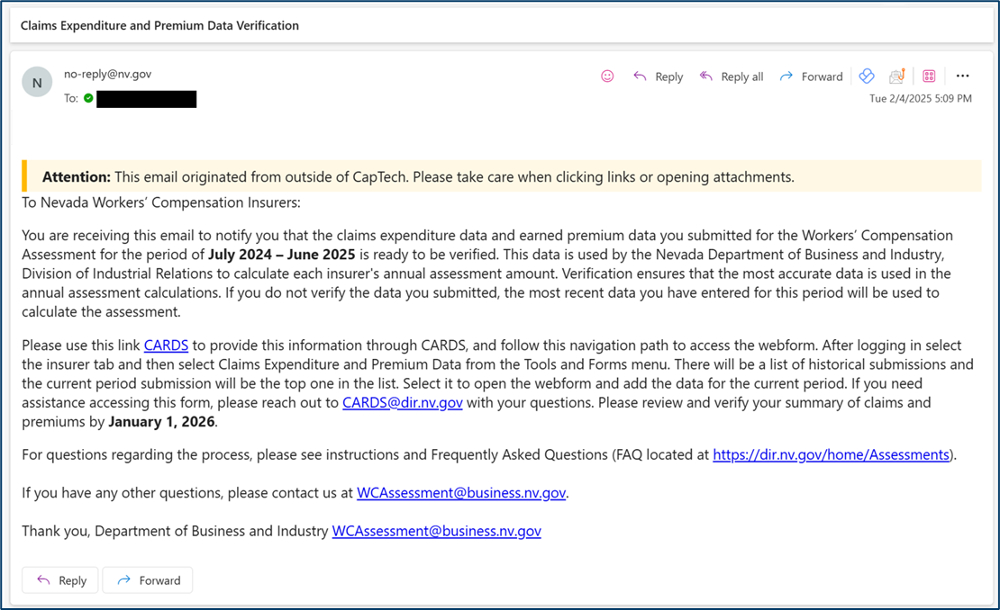 Claims Expenditure and Premium Data Verification
N
no-reply@nv.gov
To:
Reply
Reply all
Forward
Tue 2/4/2025 5:09 PM
Attention: This email originated from outside of CapTech. Please take care when clicking links or opening attachments.
To Nevada Workers’ Compensation Insurers:
You are receiving this email to notify you that the claims expenditure data and earned premium data you submitted for the Workers’ Compensation
Assessment for the period of July 2024 – June 2025 is ready to be verified. This data is used by the Nevada Department of Business and Industry,
Division of Industrial Relations to calculate each insurer's annual assessment amount. Verification ensures that the most accurate data is used in the
annual assessment calculations. If you do not verify the data you submitted, the most recent data you have entered for this period will be used to
calculate the assessment.
Please use this link CARDS to provide this information through CARDS, and follow this navigation path to access the webform. After logging in select
the insurer tab and then select Claims Expenditure and Premium Data from the Tools and Forms menu. There will be a list of historical submissions and
the current period submission will be the top one in the list. Select it to open the webform and add the data for the current period. If you need
assistance accessing this form, please reach out to CARDS@dir.nv.gov with your questions. Please review and verify your summary of claims and
premiums by January 1, 2026.
For questions regarding the process, please see instructions and Frequently Asked Questions (FAQ located at https://dir.nv.gov/home/Assessments).
If you have any other questions, please contact us at WCAssessment@business.nv.gov.
Thank you, Department of Business and Industry WCAssessment@business.nv.gov
Reply
Forward